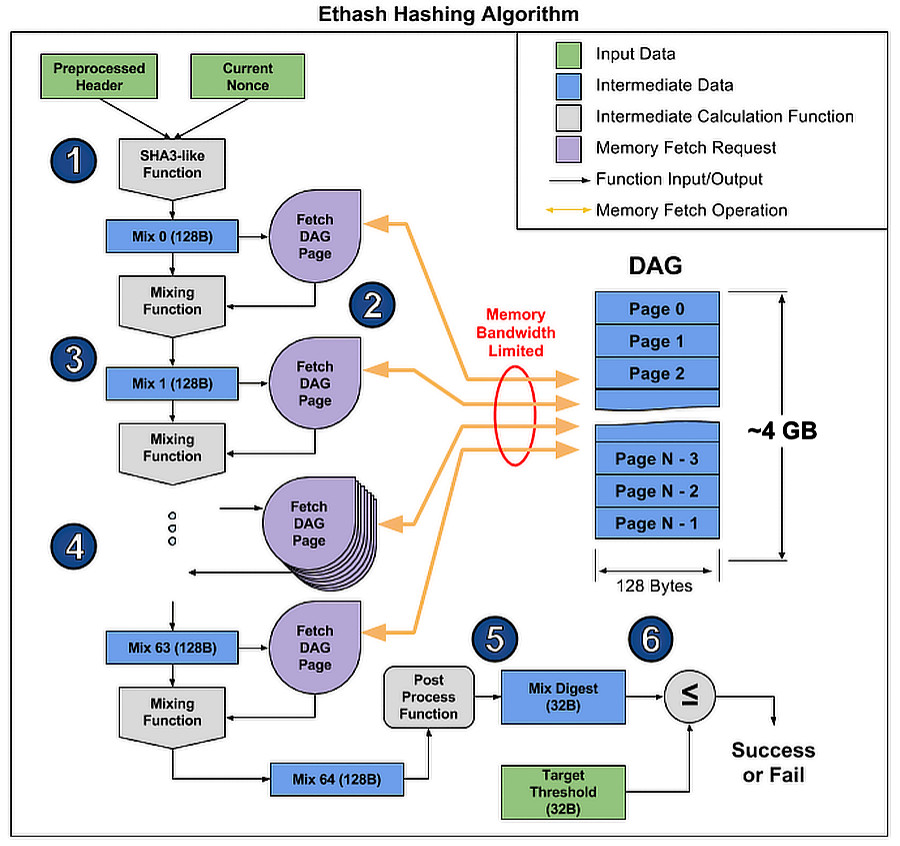 Ethash Hashing Algorithm
Input Data
Intermediate Data
Intermediate Calculation Function
Memory Fetch Request
Function Input/Output
Memory Fetch Operation
Preprocessed
Header
Current
Nonce
1
SHA3-like
Function
Mix 0 (128B)
Fetch
DAG
Page
Mixing
Function
2
3
Mix 1 (128B)
Fetch
DAG
Page
Mixing
Function
Memory
Bandwidth
Limited
DAG
Page 0
Page 1
Page 2
~4 GB
Page N - 3
Page N - 2
Page N - 1
128 Bytes
4
Fetch
DAG
Page
Mix 63 (128B)
Fetch
DAG
Page
Mixing
Function
Mix 64 (128B)
Post
Process
Function
5
Mix Digest
(32B)
6
≤
Target
Threshold
(32B)
Success
or Fail